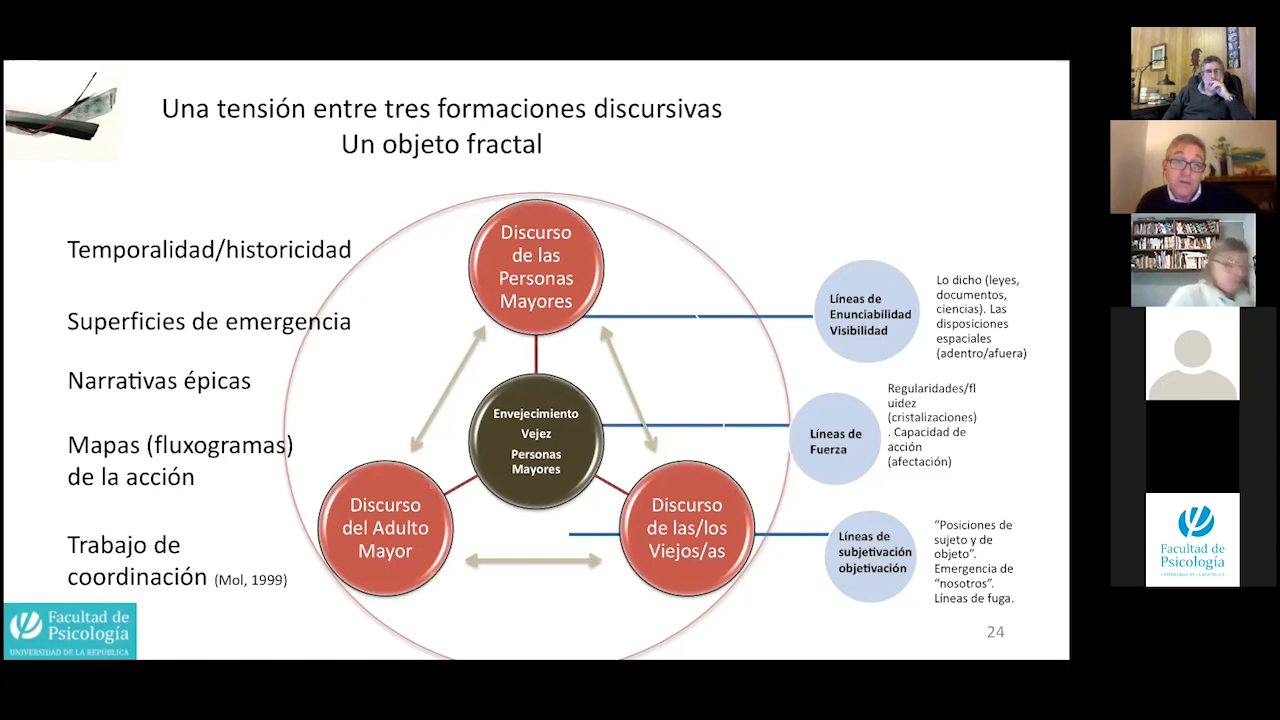 Una tensión entre tres formaciones discursivas
Un objeto fractal
Temporalidad/historicidad
Superficies de emergencia
Narrativas épicas
Mapas (fluxogramas)
de la acción
Trabajo de
coordinación (Mol, 1999)
Discurso
de las
Personas
Mayores
Envejecimiento
Vejez
Personas
Mayores
Discurso
del Adulto
Mayor
Discurso
de las/los
Viejos/as
Líneas de
Enunciabilidad
Visibilidad
Lo dicho (leyes,
documentos,
ciencias). Las
disposiciones
espaciales
(adentro/afuera)
Líneas de
Fuerza
Regularidades/fl
uidez
(cristalizaciones)
. Capacidad de
acción
(afectación)
Líneas de
subjetivación
objetivación
“Posiciones de
sujeto y de
objeto”.
Emergencia de
“nosotros”.
Líneas de fuga.
24
Facultad de
Psicología
UNIVERSIDAD DE LA REPÚBLICA
Facultad de
Psicología
UNIVERSIDAD DE LA REPÚBLICA